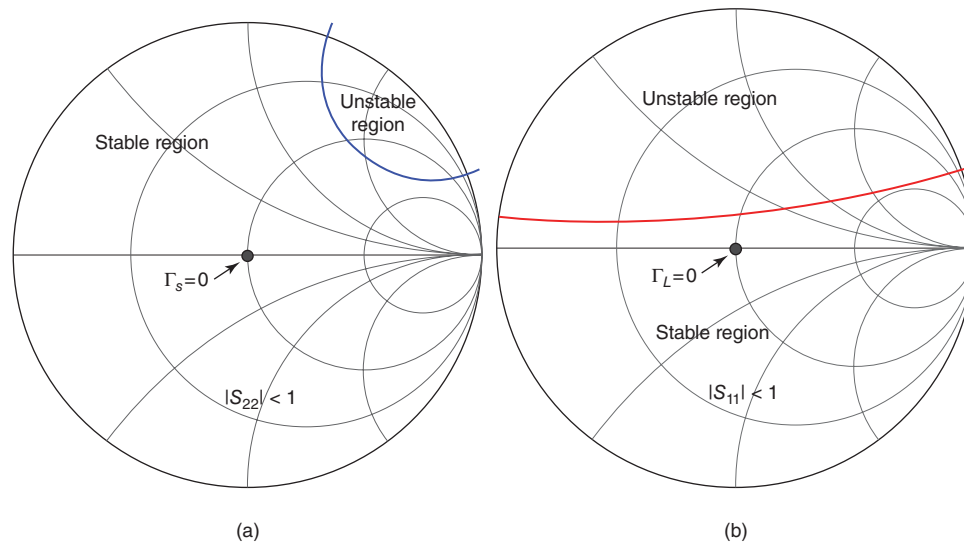 Unstable
region
Stable region
Γs=0
|S22| < 1
(a)
Unstable region
ΓL=0
Stable region
|S11| < 1
(b)